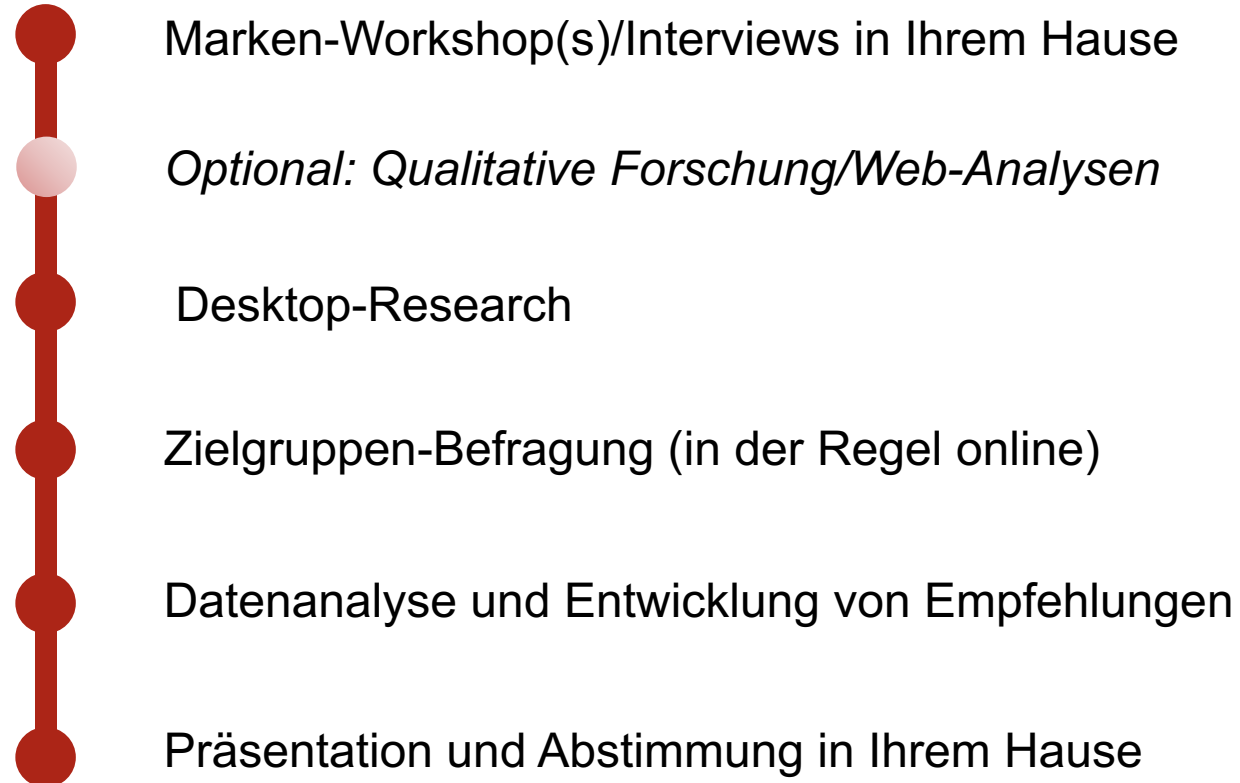 Marken-Workshop(s)/Interviews in Ihrem Hause
Optional: Qualitative Forschung/Web-Analysen
Desktop-Research
Zielgruppen-Befragung (in der Regel online)
Datenanalyse und Entwicklung von Empfehlungen
Präsentation und Abstimmung in Ihrem Hause